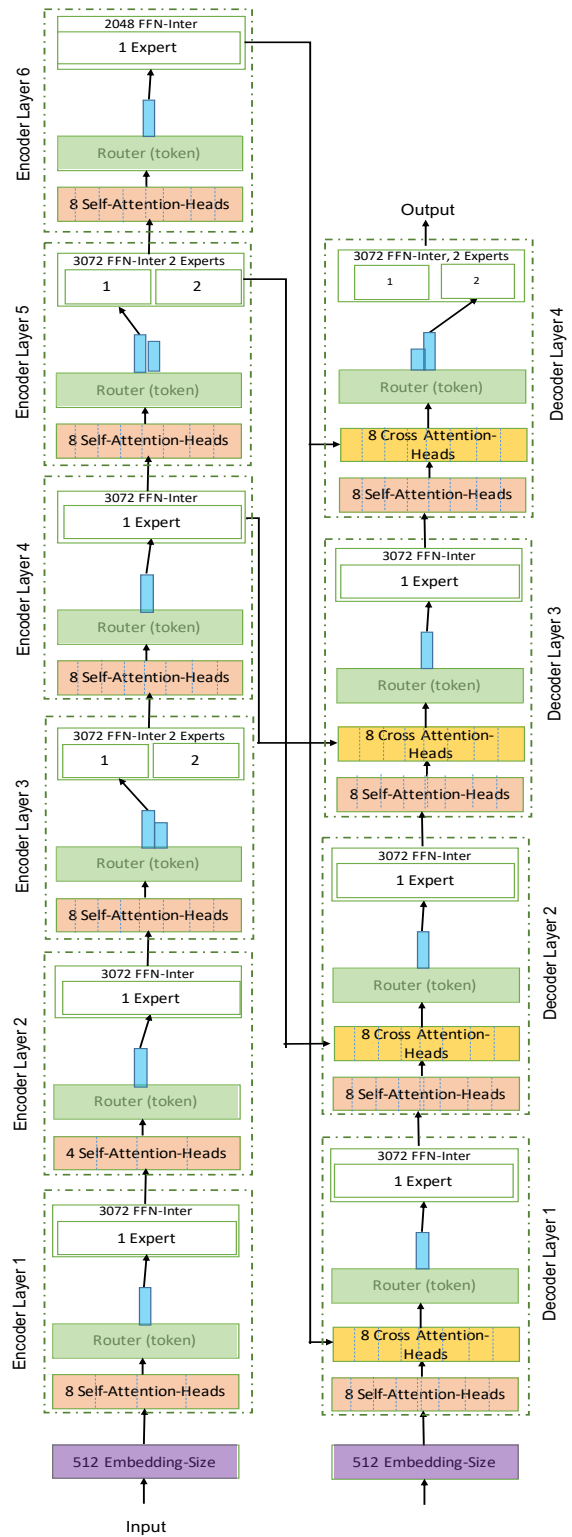 2048 FFN-Inter
1 Expert
Router (token)
8 Self-Attention-Heads
Encoder Layer 6
3072 FFN-Inter 2 Experts
1
2
Router (token)
8 Self-Attention-Heads
Encoder Layer 5
3072 FFN-Inter
1 Expert
Router (token)
8 Self-Attention-Heads
Encoder Layer 4
3072 FFN-Inter 2 Experts
1
2
Router (token)
8 Self-Attention-Heads
Encoder Layer 3
3072 FFN-Inter
1 Expert
Router (token)
4 Self-Attention-Heads
Encoder Layer 2
3072 FFN-Inter
1 Expert
Router (token)
8 Self-Attention-Heads
Encoder Layer 1
512 Embedding-Size
Input
Output
3072 FFN-Inter, 2 Experts
1
2
Router (token)
8 Cross Attention-
Heads
8 Self-Attention-Heads
Decoder Layer 4
3072 FFN-Inter
1 Expert
Router (token)
8 Cross Attention-
Heads
8 Self-Attention-Heads
Decoder Layer 3
3072 FFN-Inter
1 Expert
Router (token)
8 Cross Attention-
Heads
8 Self-Attention-Heads
Decoder Layer 2
3072 FFN-Inter
1 Expert
Router (token)
8 Cross Attention-
Heads
8 Self-Attention-Heads
Decoder Layer 1
512 Embedding-Size